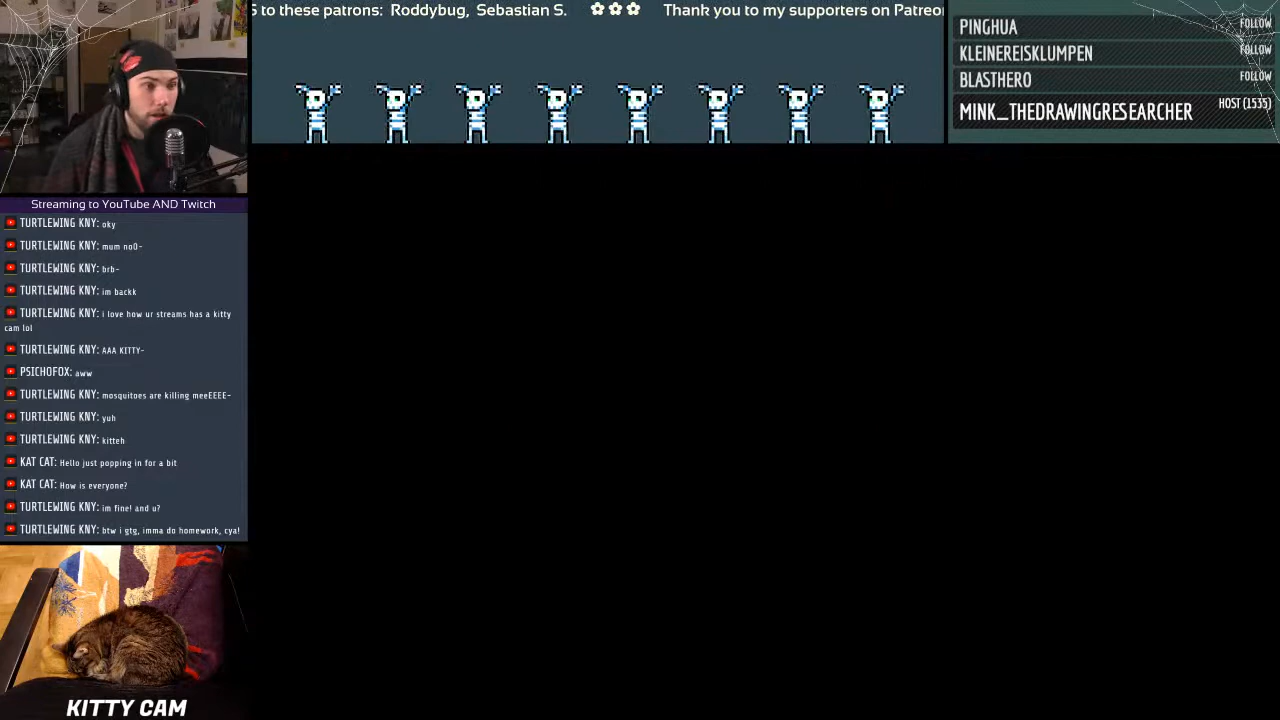 S to these patrons: Roddybug, Sebastian S. ✿ ✿ ✿ Thank you to my supporters on Patreo
PINGHUA FOLLOW
KLEINEREISKLUMPEN FOLLOW
BLASTHERO FOLLOW
MINK_THEDRAWINGRESEARCHER HOST (1535)
Streaming to YouTube AND Twitch
TURTLEWING KNY: oky
TURTLEWING KNY: mum noO-
TURTLEWING KNY: brb-
TURTLEWING KNY: im backk
TURTLEWING KNY: i love how ur streams has a kitty
cam lol
TURTLEWING KNY: AAA KITTY-
PSICHOFOX: aww
TURTLEWING KNY: mosquitoes are killing meeEEEE-
TURTLEWING KNY: yuh
TURTLEWING KNY: kitteh
KAT CAT: Hello just popping in for a bit
KAT CAT: How is everyone?
TURTLEWING KNY: im fine! and u?
TURTLEWING KNY: btw i gtg, imma do homework, cya!
KITTY CAM